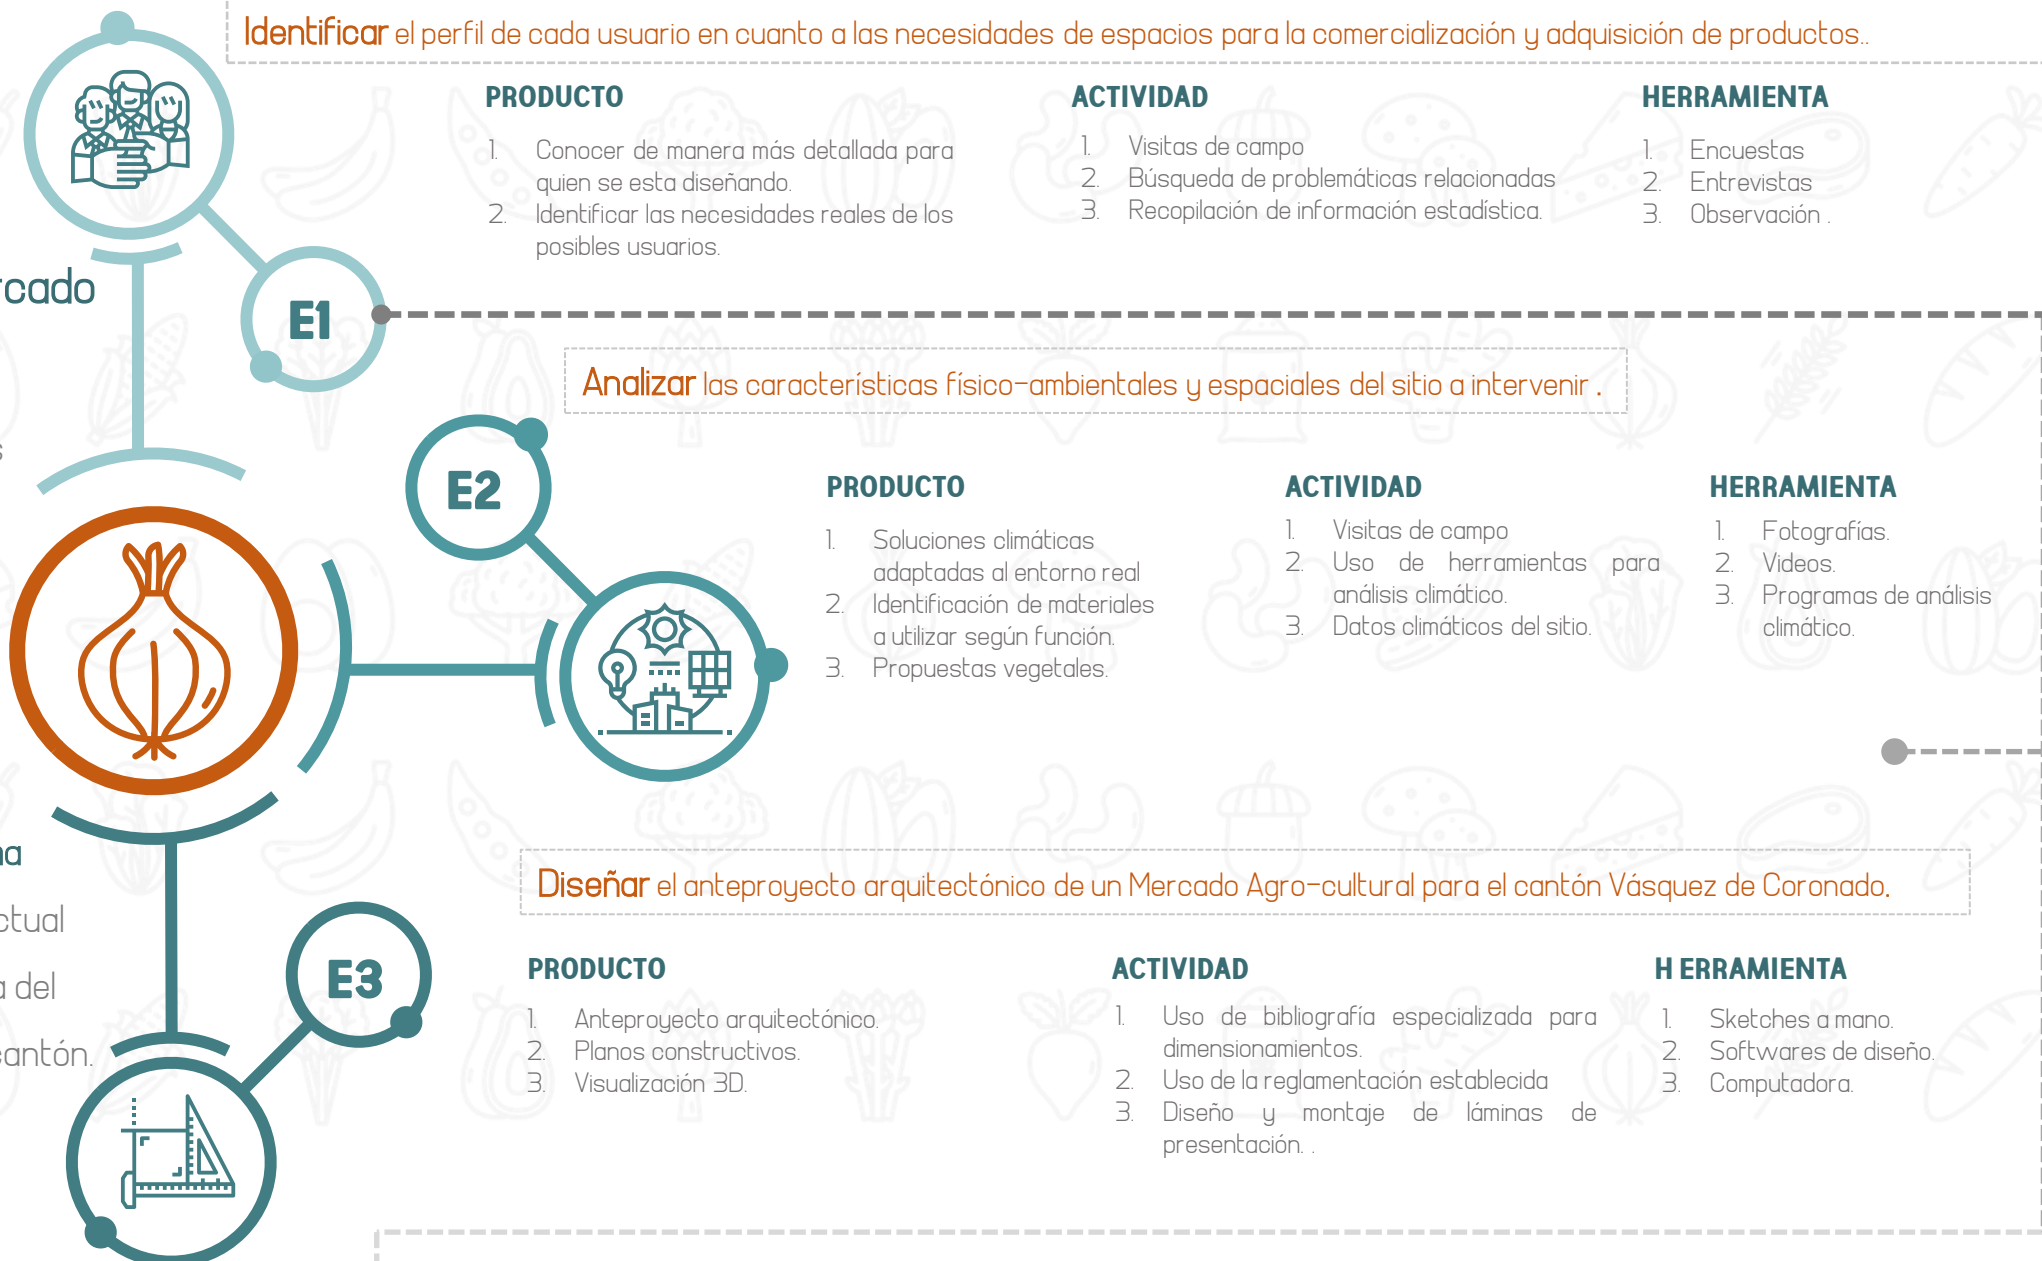 Identificar el perfil de cada usuario en cuanto a las necesidades de espacios para la comercialización y adquisición de productos..
PRODUCTO
1. Conocer de manera más detallada para
quien se esta diseñando.
2. Identificar las necesidades reales de los
posibles usuarios.
ACTIVIDAD
1. Visitas de campo
2. Búsqueda de problemáticas relacionadas
3. Recopilación de información estadística.
HERRAMIENTA
1. Encuestas
2. Entrevistas
3. Observación .
E1
Analizar las características físico-ambientales y espaciales del sitio a intervenir .
E2
PRODUCTO
1. Soluciones climáticas
adaptadas al entorno real
2. Identificación de materiales
a utilizar según función.
3. Propuestas vegetales.
ACTIVIDAD
1. Visitas de campo
2. Uso de herramientas para
análisis climático.
3. Datos climáticos del sitio.
HERRAMIENTA
1. Fotografías.
2. Videos.
3. Programas de análisis
climático.
Diseñar el anteproyecto arquitectónico de un Mercado Agro-cultural para el cantón Vásquez de Coronado.
E3
PRODUCTO
1. Anteproyecto arquitectónico.
2. Planos constructivos.
3. Visualización 3D.
ACTIVIDAD
1. Uso de bibliografía especializada para
dimensionamientos.
2. Uso de la reglamentación establecida
3. Diseño y montaje de láminas de
presentación. .
H ERRAMIENTA
1. Sketches a mano.
2. Softwares de diseño.
3. Computadora.
rcado
s
na
ctual
a del
cantón.